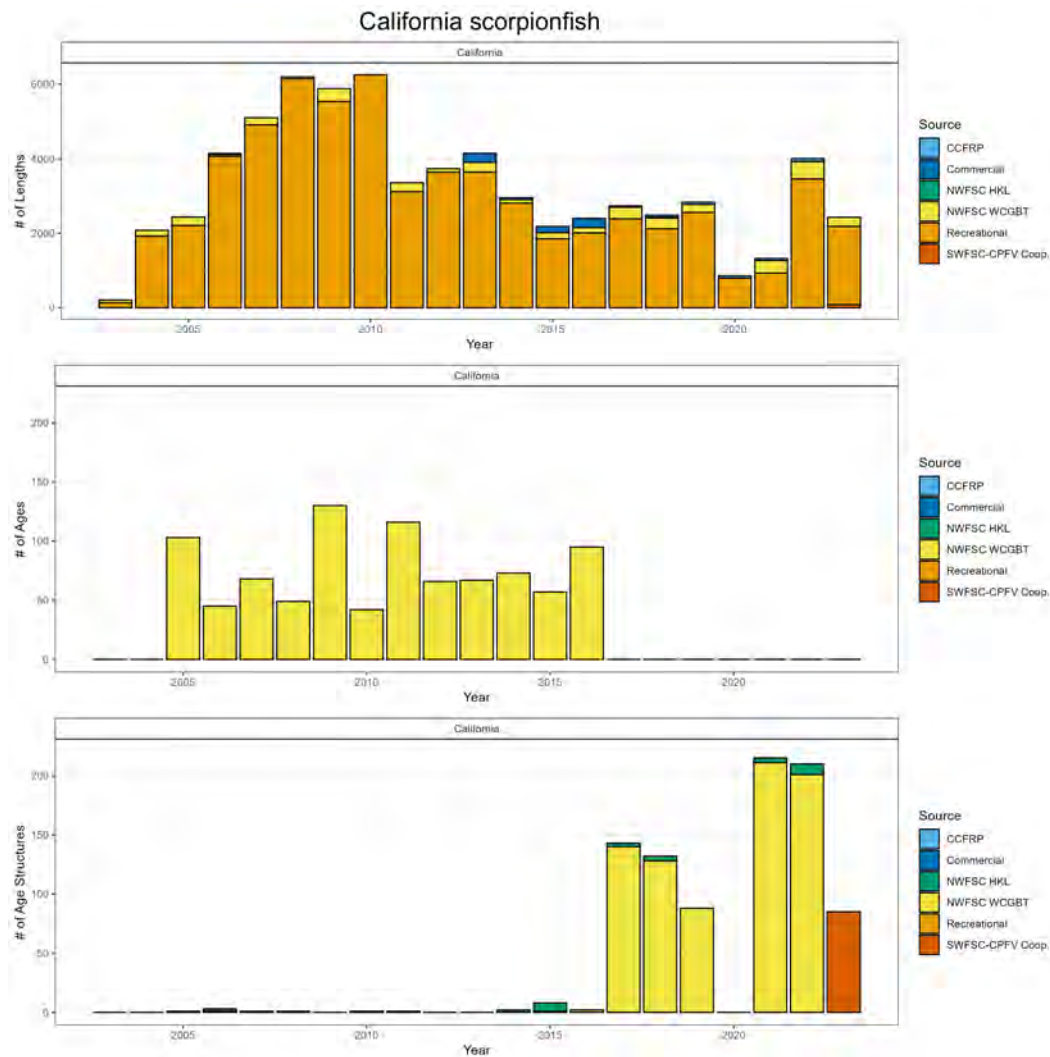 California scorpionfish
California
6000
4000
2000
0
# of Lengths
2005 2010 2015 2020
Year
Source
CCFRP
Commercial
NWFSC HKL
NWFSC WCGBT
Recreational
SWFSC-CPFV Coop.
California
200
150
100
50
0
# of Ages
2005 2010 2015 2020
Year
Source
CCFRP
Commercial
NWFSC HKL
NWFSC WCGBT
Recreational
SWFSC-CPFV Coop.
California
200
150
100
50
0
# of Age Structures
2005 2010 2015 2020
Year
Source
CCFRP
Commercial
NWFSC HKL
NWFSC WCGBT
Recreational
SWFSC-CPFV Coop.